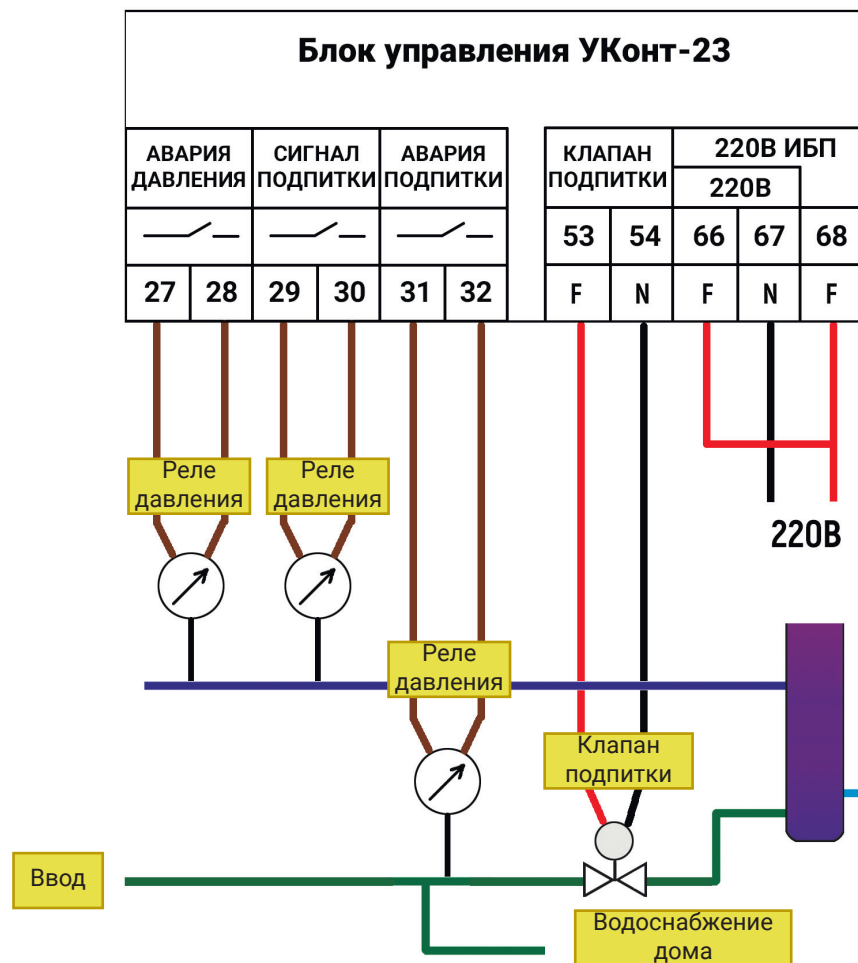 Блок управления УКонт-23
АВАРИЯ
ДАВЛЕНИЯ
СИГНАЛ
ПОДПИТКИ
АВАРИЯ
ПОДПИТКИ
КЛАПАН
ПОДПИТКИ
220В ИБП
220В
53 54 66 67 68
27 28 29 30 31 32
F N F N F
Реле
давления
Реле
давления
220В
Реле
давления
Клапан
подпитки
Ввод
Водоснабжение
дома